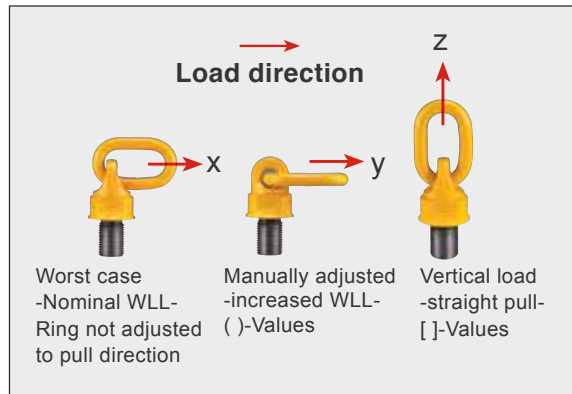 Load direction
x
y
z
Worst case
-Nominal WLL-
Ring not adjusted
to pull direction
Manually adjusted
-increased WLL-
( )-Values
Vertical load
-straight pull-
[ ]-Values